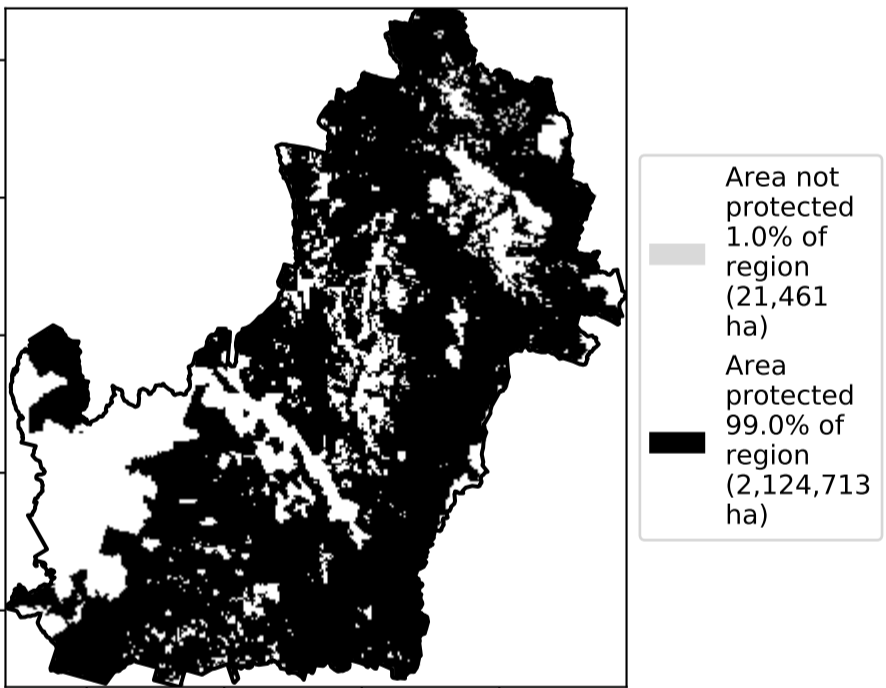 Area not
protected
1.0% of
region
(21,461
ha)
Area
protected
99.0% of
region
(2,124,713
ha)